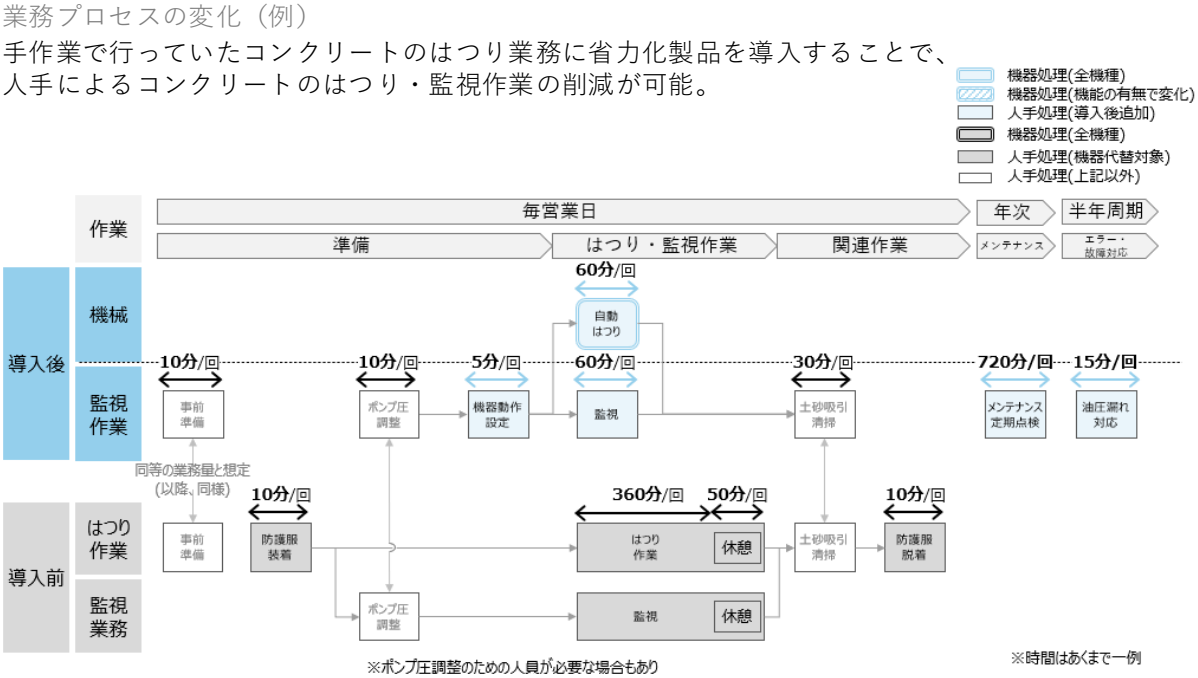 業務プロセスの変化（例）
手作業で行っていたコンクリートのはつり業務に省力化製品を導入することで、
人手によるコンクリートのはつり・監視作業の削減が可能。
機器処理(全機種)
機器処理(機能の有無で変化)
人手処理(導入後追加)
機器処理(全機種)
人手処理(機器代替対象)
人手処理(上記以外)
作業
毎営業日
年次
半年周期
準備
はつり・監視作業
関連作業
メンテナンス
エラー・
故障対応
導入後
機械
60分/回
自動
はつり
監視
作業
10分/回
10分/回
5分/回
60分/回
30分/回
720分/回
15分/回
事前
準備
ポンプ圧
調整
機器動作
設定
監視
土砂吸引
清掃
メンテナンス
定期点検
油圧漏れ
対応
同等の業務量と想定
(以降、同様)
導入前
はつり
作業
10分/回
360分/回
50分/回
10分/回
事前
準備
防護服
装着
はつり
作業
休憩
土砂吸引
清掃
防護服
脱着
監視
業務
ポンプ圧
調整
監視
休憩
※ポンプ圧調整のための人員が必要な場合もあり
※時間はあくまで一例